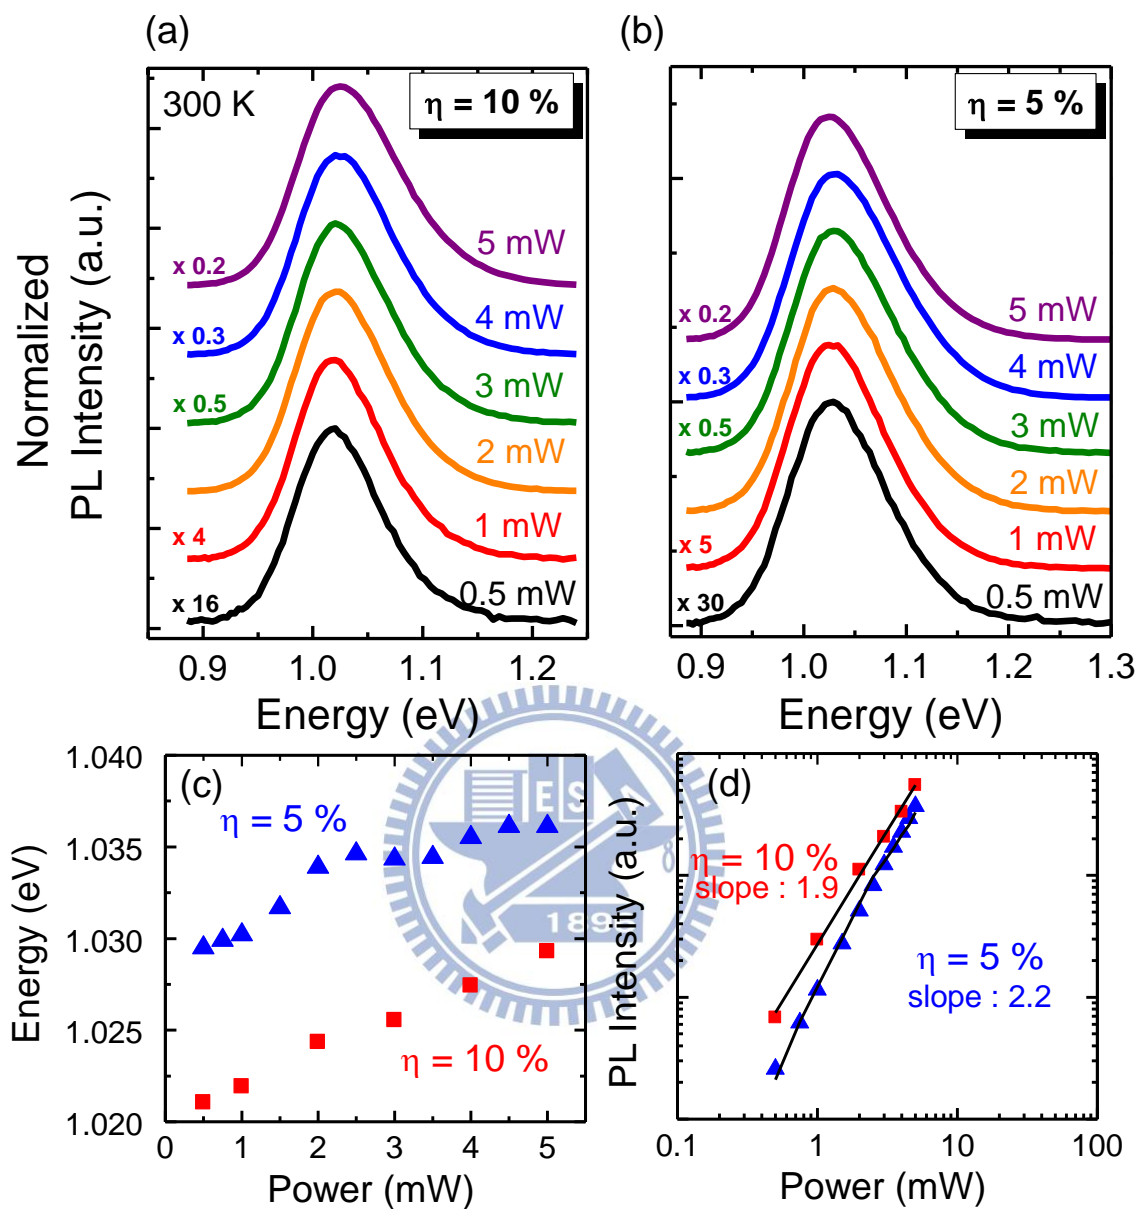 (a)
(b)
Normalized
PL Intensity (a.u.)
300 K
η = 10 %
5 mW
x 0.2
4 mW
x 0.3
3 mW
x 0.5
2 mW
1 mW
x 4
0.5 mW
x 16
0.9 1.0 1.1 1.2
Energy (eV)
η = 5 %
5 mW
x 0.2
4 mW
x 0.3
3 mW
x 0.5
2 mW
1 mW
x 5
0.5 mW
x 30
0.9 1.0 1.1 1.2 1.3
Energy (eV)
(c)
Energy (eV)
1.040
1.035
1.030
1.025
1.020
η = 5 %
η = 10 %
0 1 2 3 4 5
Power (mW)
E S
189
(d)
PL Intensity (a.u.)
η = 10 %
slope : 1.9
η = 5 %
slope : 2.2
0.1 1 10 100
Power (mW)